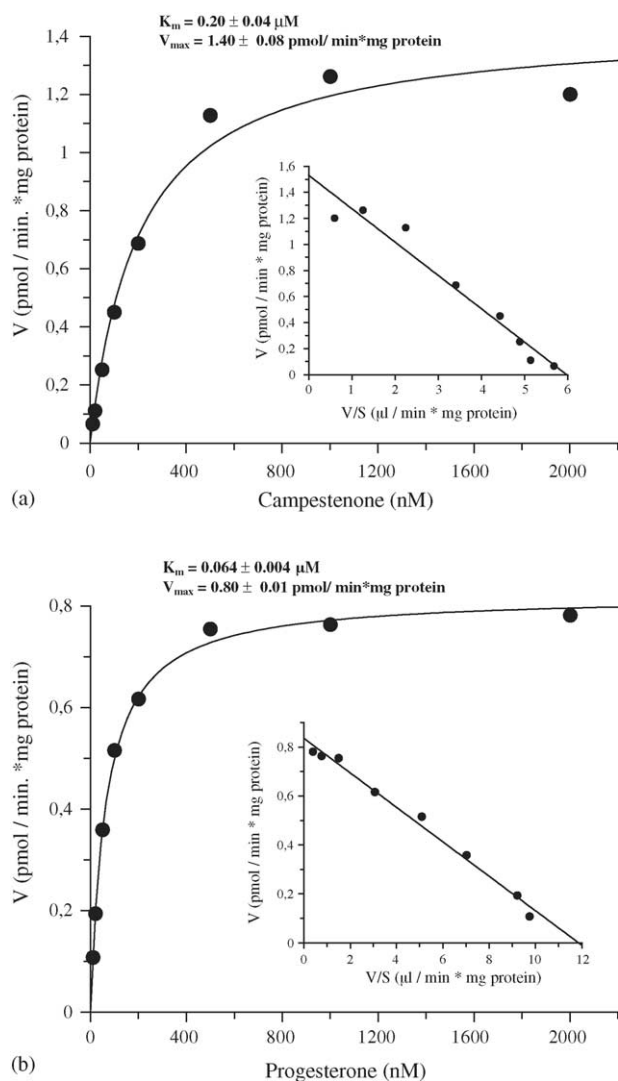 K_m = 0.20 ± 0.04 μM
V_max = 1.40 ± 0.08 pmol/ min*mg protein
1,4
1.2
1
0.8
0,6
0,4
0,2
0
V (pmol / min. *mg protein)
1,6
1.4
1.2
1
0.8
0.6
0.4
0,2
0
V (pmol / min * mg protein)
0 1 2 3 4 5 6
V/S (μl / min * mg protein)
0 400 800 1200 1600 2000
(a)
Campestenone (nM)
K_m = 0.064 ± 0.004 μM
V_max = 0.80 ± 0.01 pmol/ min*mg protein
0,8
0,6
0,4
0,2
0
V (pmol / min. *mg protein)
0,8
0,6
0,4
0,2
0
V (pmol / min * mg protein)
0 2 4 6 8 10 12
V/S (μl / min * mg protein)
0 400 800 1200 1600 2000
(b)
Progesterone (nM)